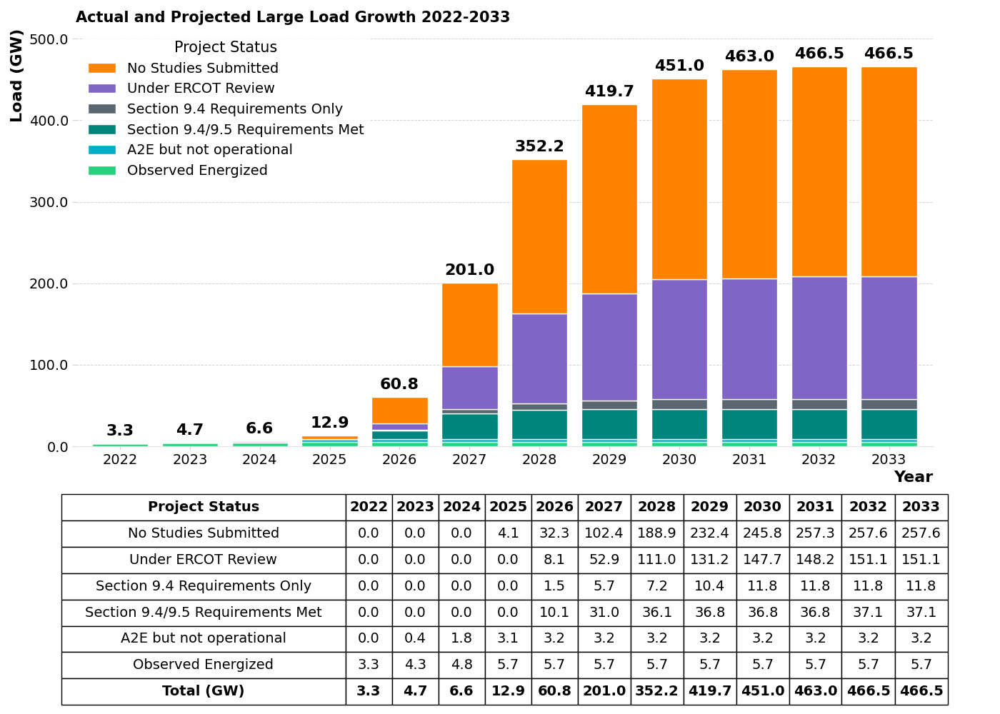 Actual and Projected Large Load Growth 2022-2033
Load (GW)
500.0
400.0
300.0
200.0
100.0
0.0
Project Status
No Studies Submitted
Under ERCOT Review
Section 9.4 Requirements Only
Section 9.4/9.5 Requirements Met
A2E but not operational
Observed Energized
3.3 4.7 6.6 12.9 60.8 201.0 352.2 419.7 451.0 463.0 466.5 466.5
2022 2023 2024 2025 2026 2027 2028 2029 2030 2031 2032 2033
Year
Project Status 2022 2023 2024 2025 2026 2027 2028 2029 2030 2031 2032 2033
No Studies Submitted 0.0 0.0 0.0 4.1 32.3 102.4 188.9 232.4 245.8 257.3 257.6 257.6
Under ERCOT Review 0.0 0.0 0.0 0.0 8.1 52.9 111.0 131.2 147.7 148.2 151.1 151.1
Section 9.4 Requirements Only 0.0 0.0 0.0 0.0 1.5 5.7 7.2 10.4 11.8 11.8 11.8 11.8
Section 9.4/9.5 Requirements Met 0.0 0.0 0.0 0.0 10.1 31.0 36.1 36.8 36.8 36.8 37.1 37.1
A2E but not operational 0.0 0.4 1.8 3.1 3.2 3.2 3.2 3.2 3.2 3.2 3.2 3.2
Observed Energized 3.3 4.3 4.8 5.7 5.7 5.7 5.7 5.7 5.7 5.7 5.7 5.7
Total (GW) 3.3 4.7 6.6 12.9 60.8 201.0 352.2 419.7 451.0 463.0 466.5 466.5